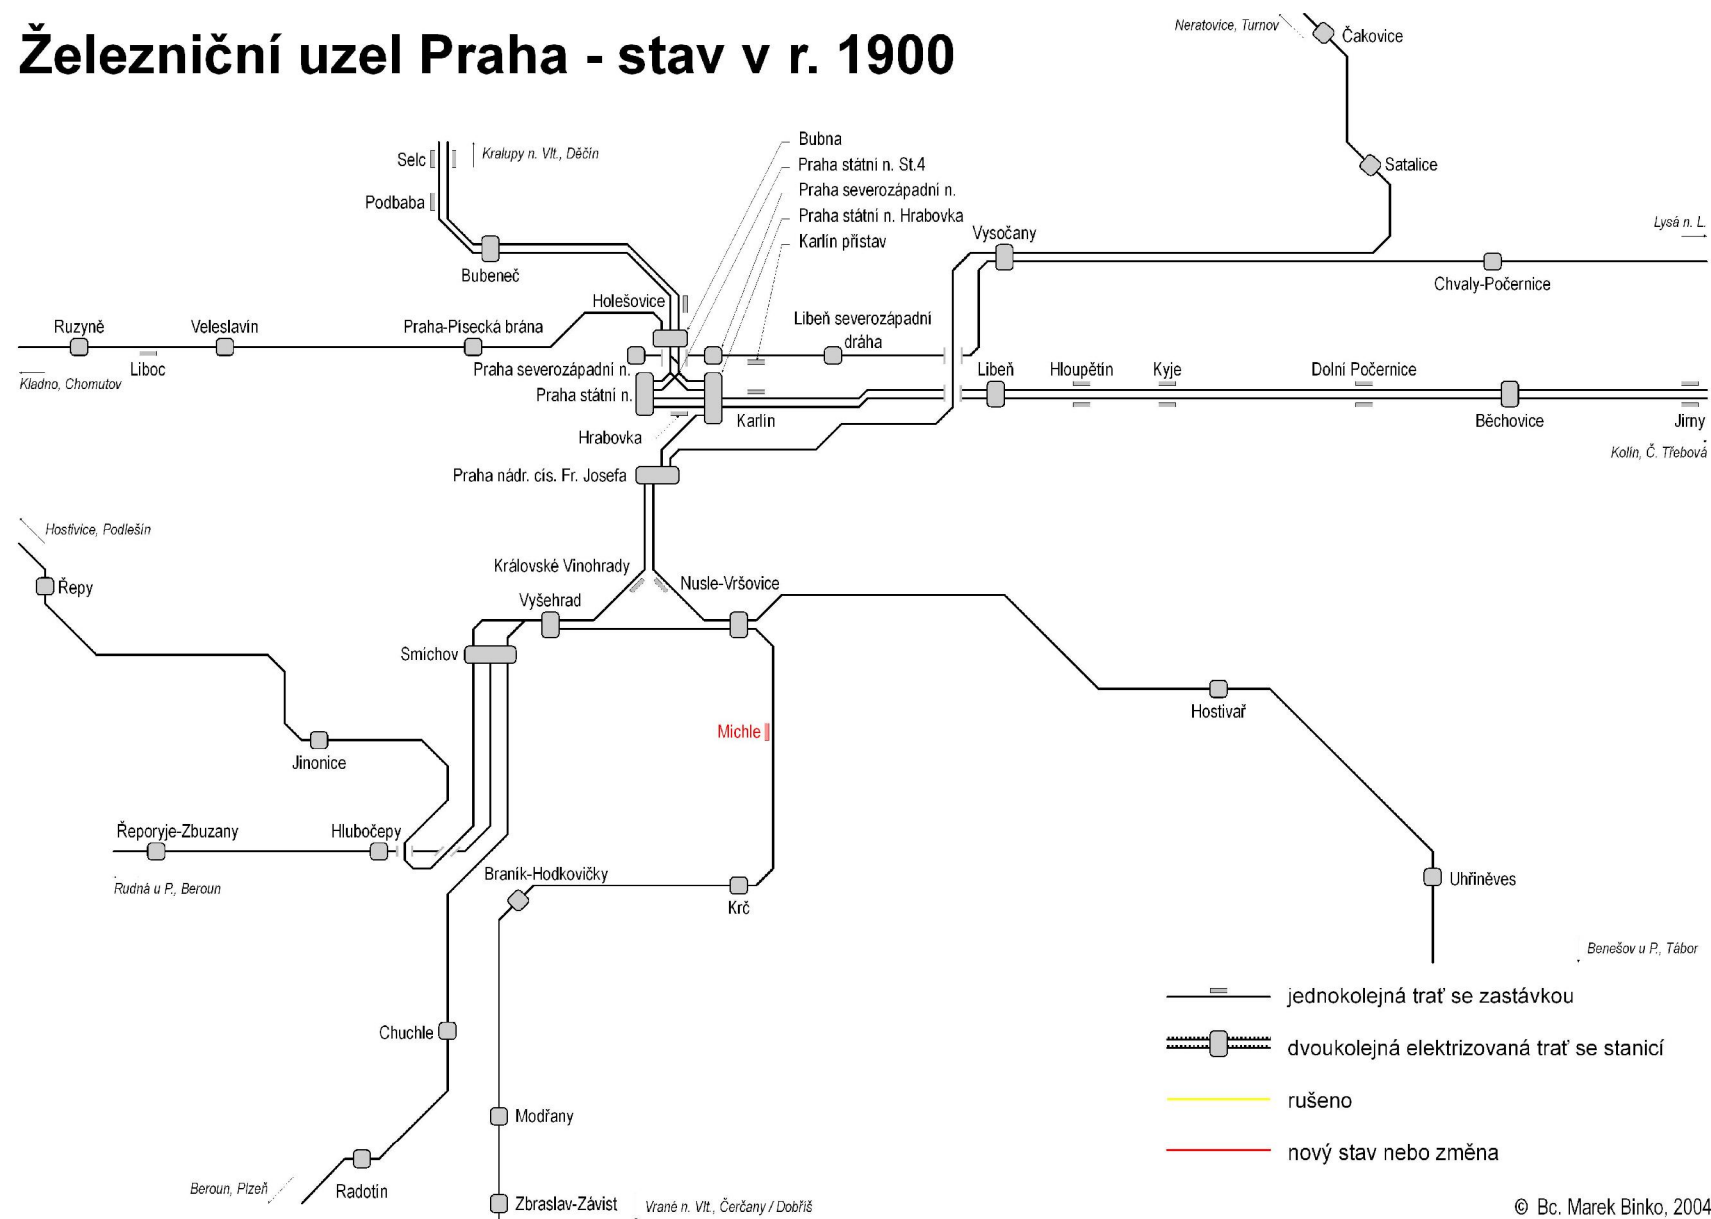 Železniční uzel Praha - stav v r. 1900
Neratovice, Turnov
Čakovice
Bubna
Selc
Kralupy n. Vlt., Děčín
Praha státní n. St.4
Satalice
Podbaba
Praha severozápadní n.
Praha státní n. Hrabovka
Lysá n. L.
Karlín přístav
Vysočany
Bubeneč
Chvaly-Počernice
Holešovice
Libeň severozápadní
dráha
Ruzyně
Veleslavín
Praha-Písecká brána
Liboc
Praha severozápadní n.
Libeň
Hloupětín
Kyje
Dolní Počernice
Kladno, Chomutov
Praha státní n.
Karlín
Běchovice
Jirny
Hrabovka
Kolín, Č. Třebová
Praha nádr. cís. Fr. Josefa
Hostivice, Podlešín
Královské Vinohrady
Nusle-Vršovice
Řepy
Vyšehrad
Smichov
Hostivař
Michle
Jinonice
Řeporyje-Zbuzany
Hlubočepy
Rudná u P., Beroun
Braník-Hodkovičky
Krč
Uhřiněves
Benešov u P., Tábor
jednokolejná trať se zastávkou
Chuchle
dvoukolejná elektrizovaná trať se stanicí
rušeno
Modřany
nový stav nebo změna
Beroun, Plzeň
Radotín
Zbraslav-Závist
Vrané n. Vlt., Čerčany / Dobříš
© Bc. Marek Binko, 2004